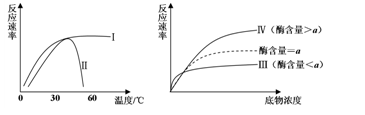 反应速率
Ⅰ
Ⅱ
0 30 60 温度/℃
反应速率
Ⅳ(酶含量>a)
酶含量=a
Ⅲ(酶含量<a)
0 底物浓度